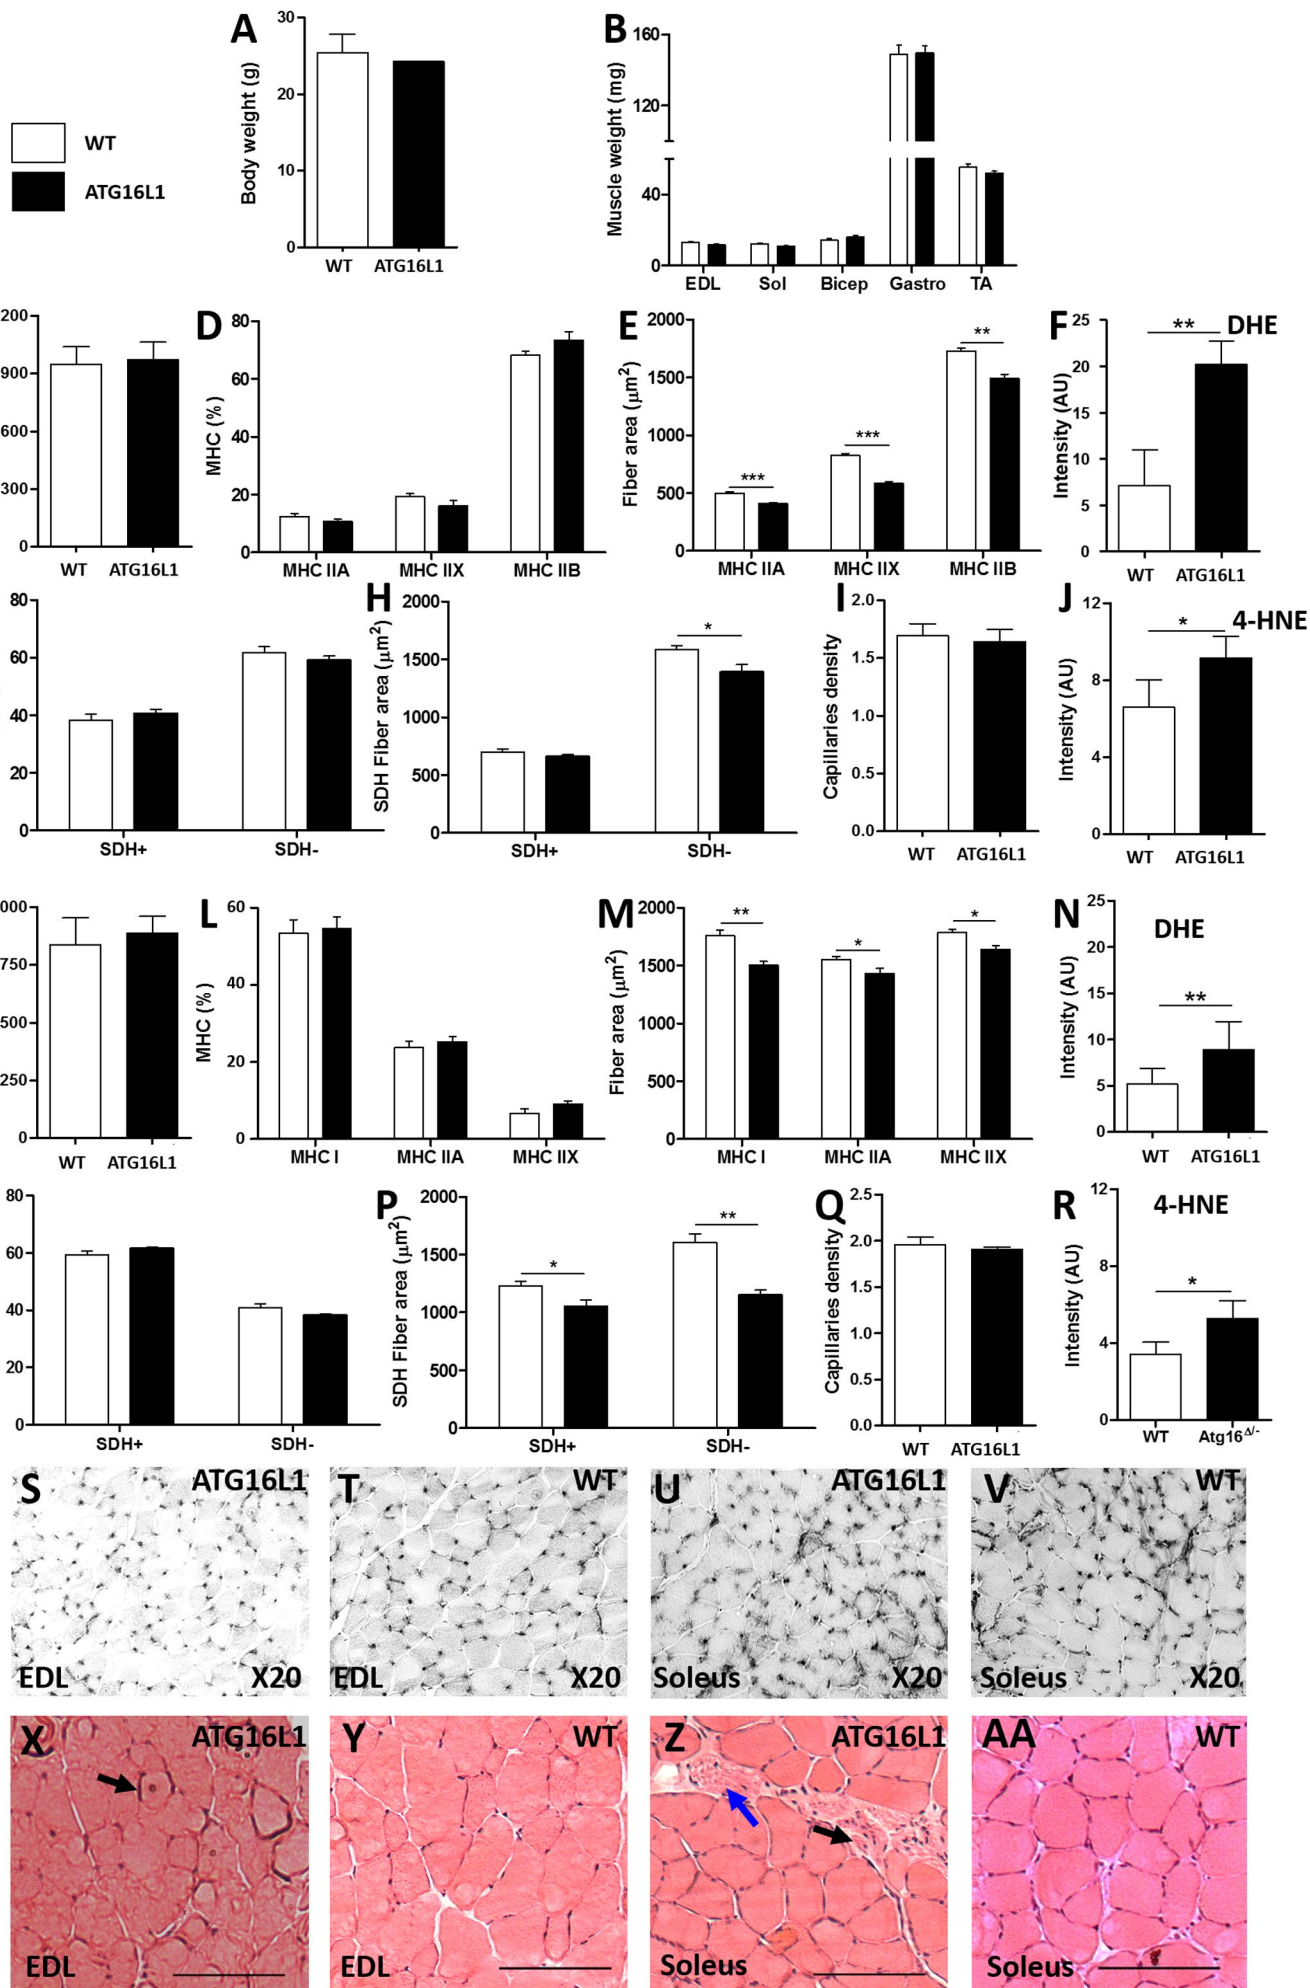 A
Body weight (g)
30
20
10
0
WT
ATG16L1
B
Muscle weight (mg)
160
120
40
0
EDL
Sol
Bicep
Gastro
TA
WT
ATG16L1
200
900
600
300
0
WT
ATG16L1
D
MHC (%)
80
60
40
20
0
MHC IIA
MHC IIX
MHC IIB
E
Fiber area (μm²)
2000
1500
1000
500
0
***
***
**
MHC IIA
MHC IIX
MHC IIB
F
DHE
Intensity (AU)
25
20
15
10
5
0
**
WT
ATG16L1
80
60
40
20
0
SDH+
SDH-
H
SDH Fiber area (μm²)
2000
1500
1000
500
0
*
SDH+
SDH-
I
Capillaries density
2.0
1.5
1.0
0.5
0.0
WT
ATG16L1
J
4-HNE
Intensity (AU)
12
8
4
0
*
WT
ATG16L1
000
750
500
250
0
WT
ATG16L1
L
MHC (%)
60
40
20
0
MHC I
MHC IIA
MHC IIX
M
Fiber area (μm²)
2000
1500
1000
500
0
**
*
*
MHC I
MHC IIA
MHC IIX
N
DHE
Intensity (AU)
25
20
15
10
5
0
**
WT
ATG16L1
80
60
40
20
0
SDH+
SDH-
P
SDH Fiber area (μm²)
2000
1500
1000
500
0
*
**
SDH+
SDH-
Q
Capillaries density
2.5
2.0
1.5
1.0
0.5
0.0
WT
ATG16L1
R
4-HNE
Intensity (AU)
12
8
4
0
*
WT
Atg16Δ/-
S
ATG16L1
EDL
X20
T
WT
EDL
X20
U
ATG16L1
Soleus
X20
V
WT
Soleus
X20
X
ATG16L1
EDL
Y
WT
EDL
Z
ATG16L1
Soleus
AA
WT
Soleus